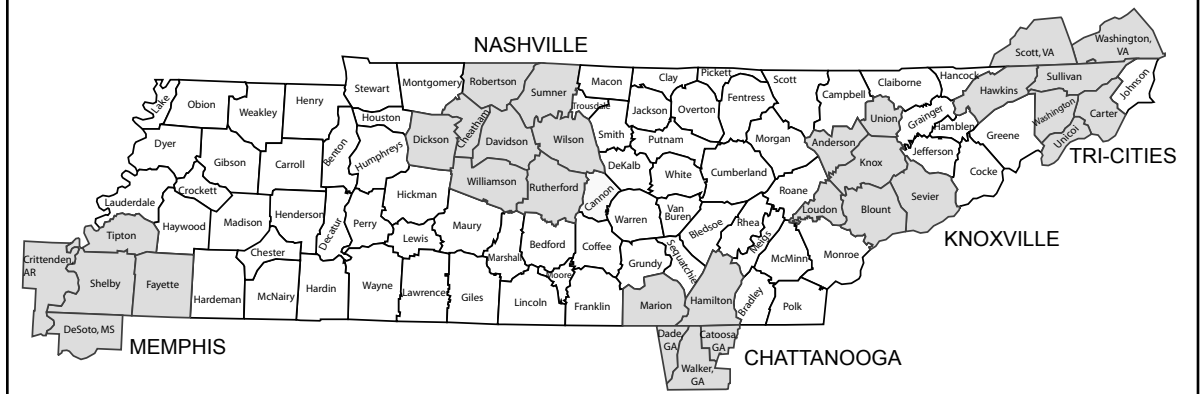 NASHVILLE
Scott, VA
Washington,
VA
Lake
Obion
Weakley
Henry
Stewart
Montgomery
Robertson
Sumner
Macon
Clay
Pickett
Scott
Campbell
Claiborne
Hancock
Hawkins
Sullivan
Johnson
Houston
Trousdale
Jackson
Overton
Fentress
Union
Grainger
Hamblen
Greene
Washington
Carter
Unicoi
TRI-CITIES
Dyer
Gibson
Carroll
Benton
Humphreys
Dickson
Cheatham
Davidson
Wilson
Smith
Putnam
Morgan
Anderson
Knox
Jefferson
Cocke
Crockett
Lauderdale
Haywood
Madison
Henderson
Decatur
Perry
Hickman
Williamson
Rutherford
Cannon
DeKalb
White
Cumberland
Roane
Loudon
Blount
Sevier
KNOXVILLE
Tipton
Chester
Lewis
Maury
Marshall
Bedford
Coffee
Warren
Van
Buren
Bledsoe
Rhea
Meigs
McMinn
Monroe
Crittenden,
AR
Shelby
Fayette
Hardeman
McNairy
Hardin
Wayne
Lawrence
Giles
Lincoln
Moore
Franklin
Grundy
Sequatchie
Marion
Hamilton
Bradley
Polk
DeSoto, MS
MEMPHIS
Dade,
GA
Catoosa,
GA
Walker,
GA
CHATTANOOGA